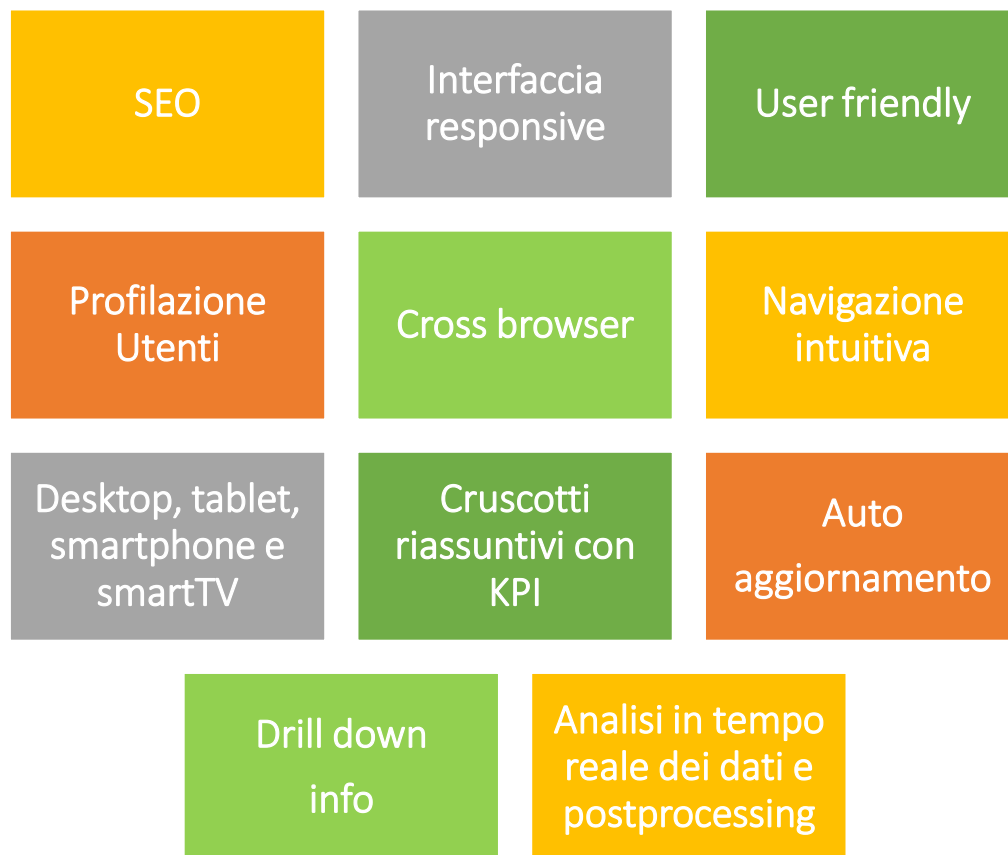 SEO
Interfaccia
responsive
User friendly
Profilazione
Utenti
Cross browser
Navigazione
intuitiva
Desktop, tablet,
smartphone e
smartTV
Cruscotti
riassuntivi con
KPI
Auto
aggiornamento
Drill down
info
Analisi in tempo
reale dei dati e
postprocessing